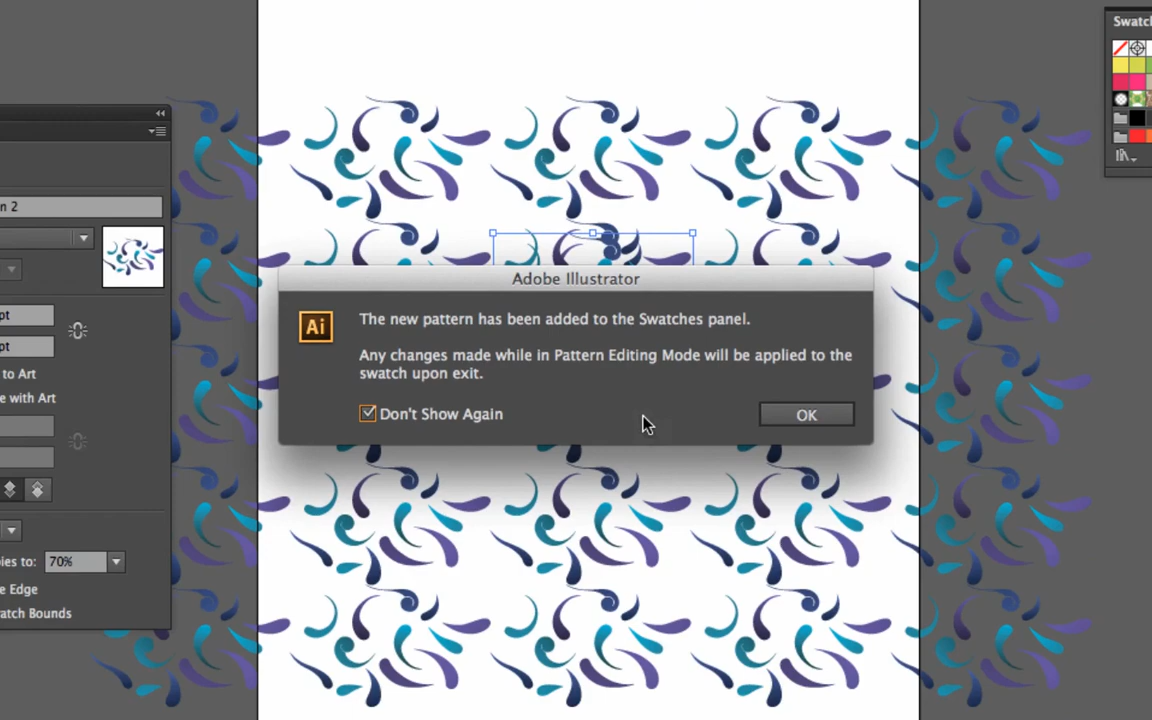 Swatc
n 2
pt
pt
to Art
e with Art
pies to: 70%
e Edge
atch Bounds
Adobe Illustrator
Ai
The new pattern has been added to the Swatches panel.
Any changes made while in Pattern Editing Mode will be applied to the
swatch upon exit.
Don't Show Again
OK